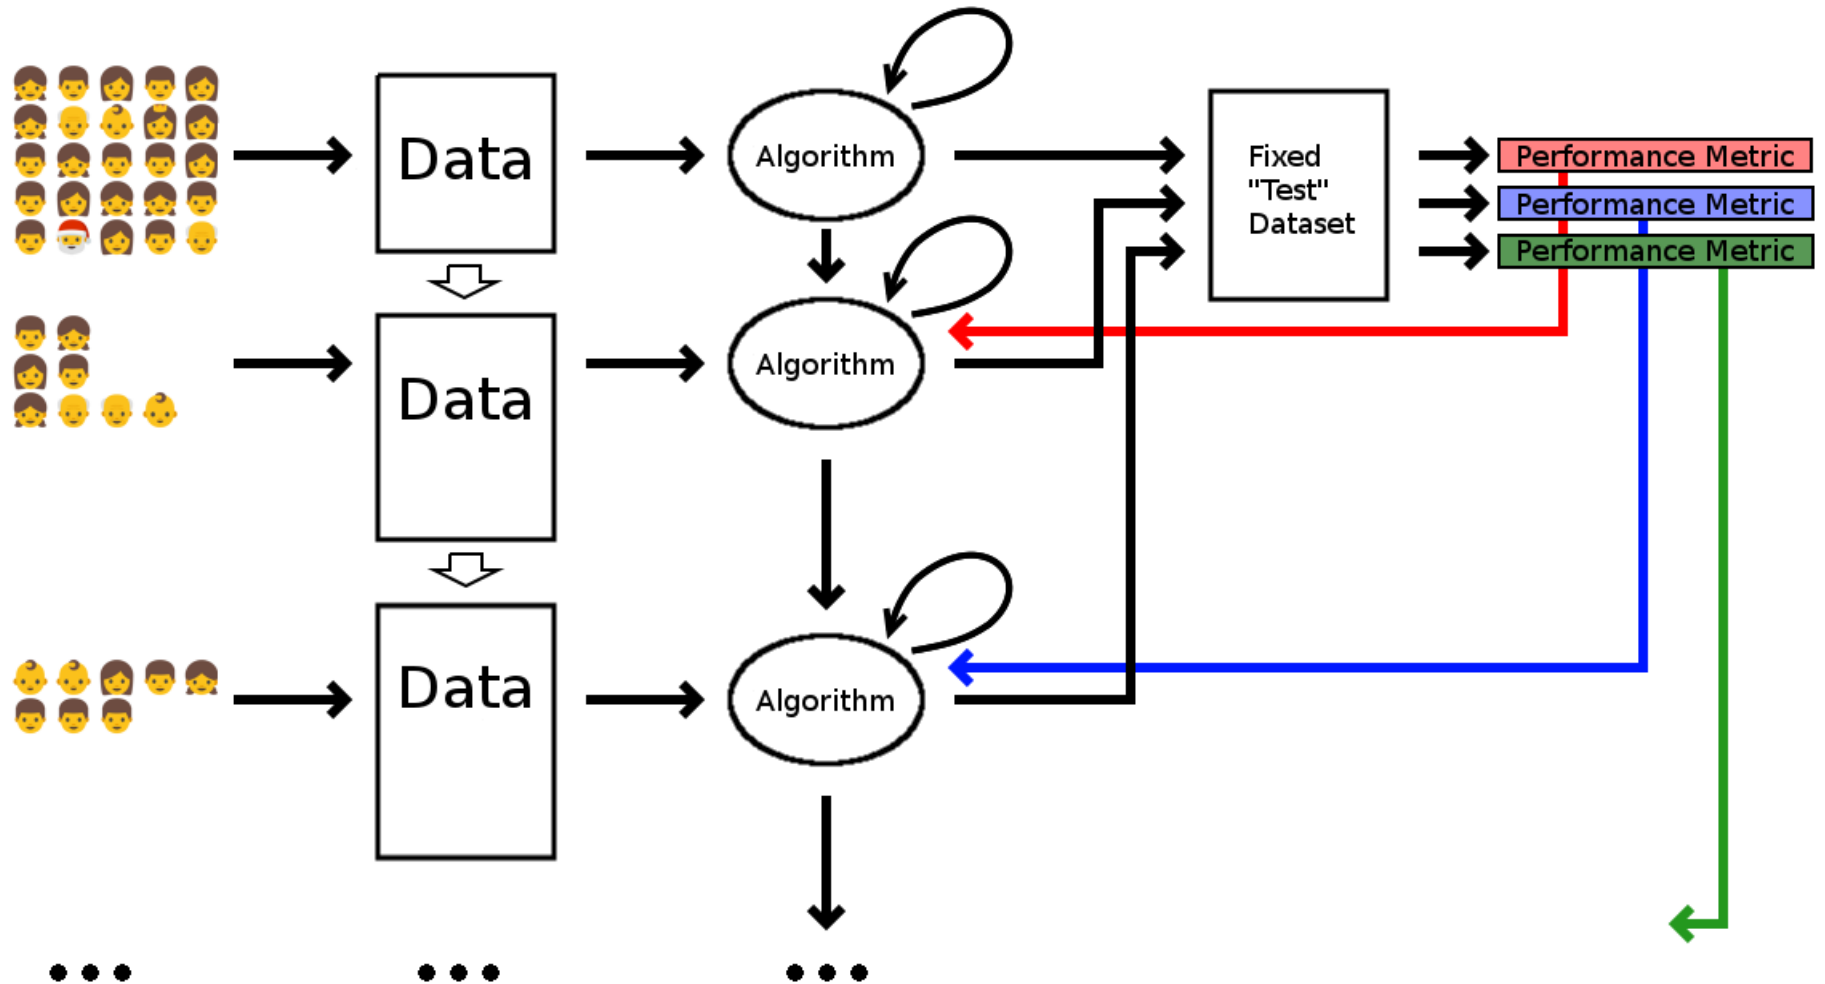 Data
Algorithm
Fixed
"Test"
Dataset
Performance Metric
Performance Metric
Performance Metric
Data
Algorithm
Data
Algorithm